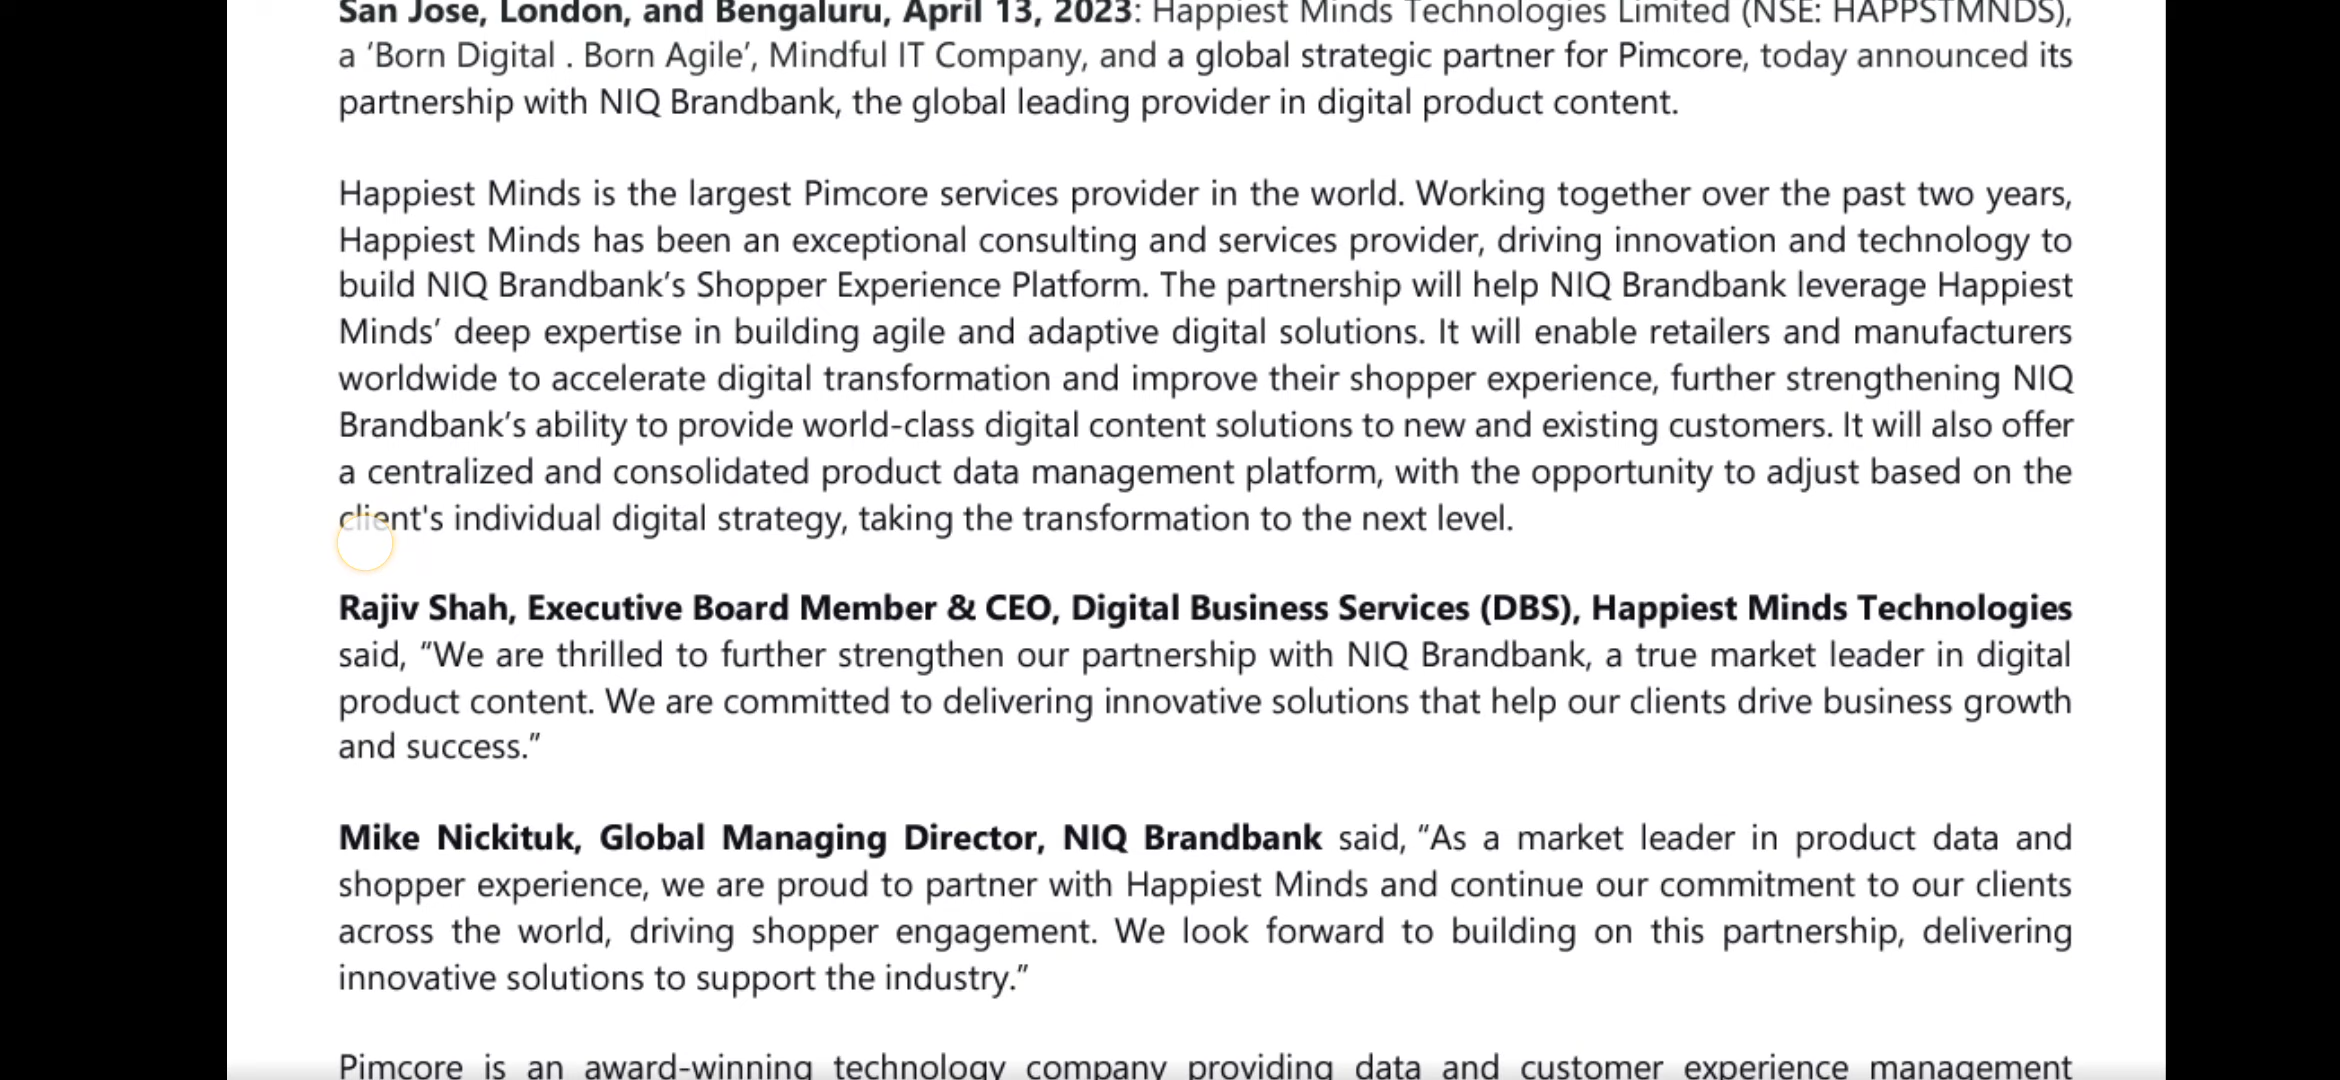 San Jose, London, and Bengaluru, April 13, 2023: Happiest Minds Technologies Limited (NSE: HAPPSTMNDS),
a ‘Born Digital . Born Agile’, Mindful IT Company, and a global strategic partner for Pimcore, today announced its
partnership with NIQ Brandbank, the global leading provider in digital product content.
Happiest Minds is the largest Pimcore services provider in the world. Working together over the past two years,
Happiest Minds has been an exceptional consulting and services provider, driving innovation and technology to
build NIQ Brandbank’s Shopper Experience Platform. The partnership will help NIQ Brandbank leverage Happiest
Minds’ deep expertise in building agile and adaptive digital solutions. It will enable retailers and manufacturers
worldwide to accelerate digital transformation and improve their shopper experience, further strengthening NIQ
Brandbank’s ability to provide world-class digital content solutions to new and existing customers. It will also offer
a centralized and consolidated product data management platform, with the opportunity to adjust based on the
client's individual digital strategy, taking the transformation to the next level.
Rajiv Shah, Executive Board Member & CEO, Digital Business Services (DBS), Happiest Minds Technologies
said, “We are thrilled to further strengthen our partnership with NIQ Brandbank, a true market leader in digital
product content. We are committed to delivering innovative solutions that help our clients drive business growth
and success.”
Mike Nickituk, Global Managing Director, NIQ Brandbank said, “As a market leader in product data and
shopper experience, we are proud to partner with Happiest Minds and continue our commitment to our clients
across the world, driving shopper engagement. We look forward to building on this partnership, delivering
innovative solutions to support the industry.”
Pimcore is an award-winning technology company providing data and customer experience management